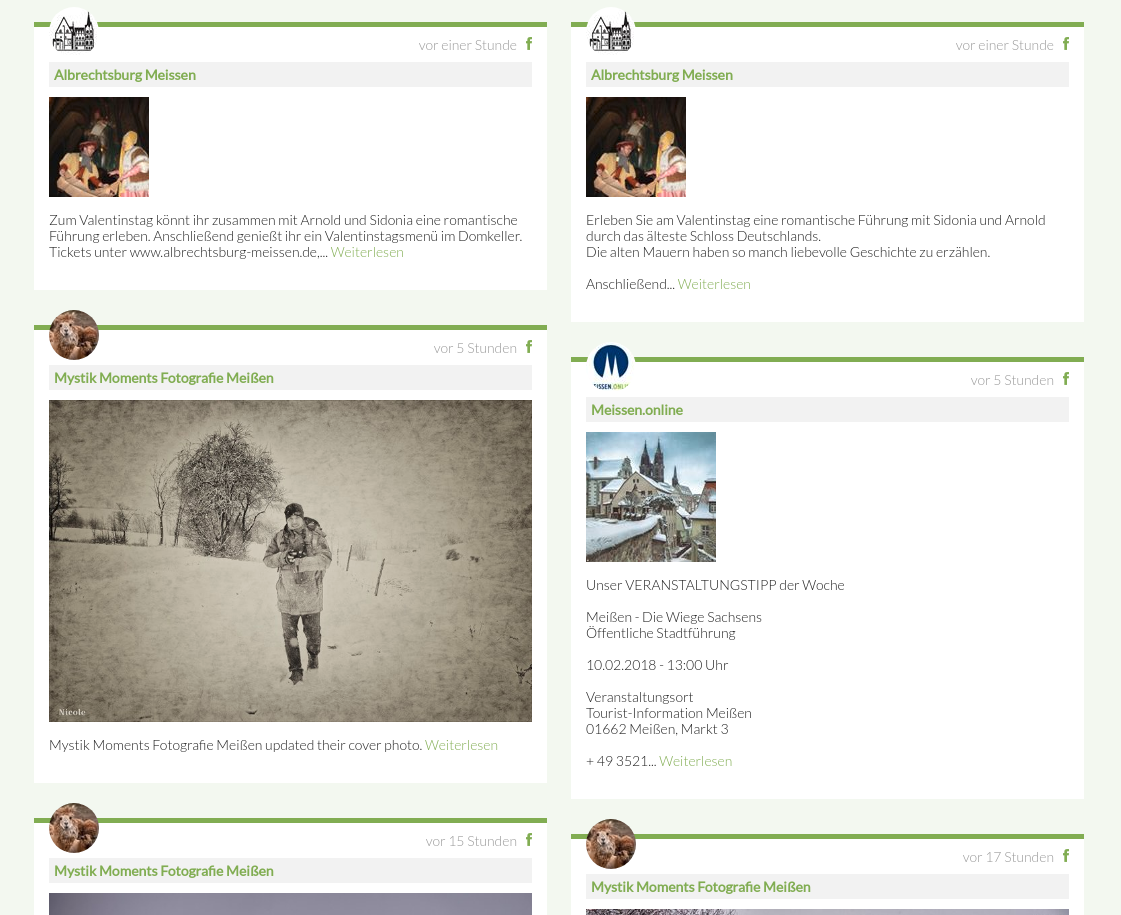 vor einer Stunde
Albrechtsburg Meissen
Zum Valentinstag könnt ihr zusammen mit Arnold und Sidonia eine romantische
Führung erleben. Anschließend genießt ihr ein Valentinstagsmenü im Domkeller.
Tickets unter www.albrechtsburg-meissen.de,... Weiterlesen
vor 5 Stunden
Mystik Moments Fotografie Meißen
Nicole
Mystik Moments Fotografie Meißen updated their cover photo. Weiterlesen
vor 15 Stunden
Mystik Moments Fotografie Meißen
vor einer Stunde
Albrechtsburg Meissen
Erleben Sie am Valentinstag eine romantische Führung mit Sidonia und Arnold
durch das älteste Schloss Deutschlands.
Die alten Mauern haben so manch liebevolle Geschichte zu erzählen.
Anschließend... Weiterlesen
vor 5 Stunden
Meissen.online
Unser VERANSTALTUNGSTIPP der Woche
Meißen - Die Wiege Sachsens
Öffentliche Stadtführung
10.02.2018 - 13:00 Uhr
Veranstaltungsort
Tourist-Information Meißen
01662 Meißen, Markt 3
+ 49 3521... Weiterlesen
vor 17 Stunden
Mystik Moments Fotografie Meißen